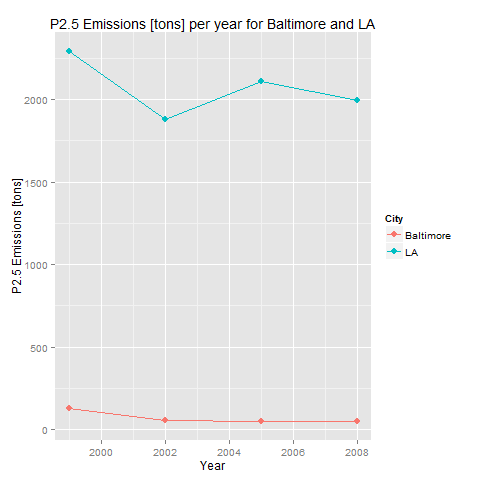 P2.5 Emissions [tons] per year for Baltimore and LA
P2.5 Emissions [tons]
2000
1500
1000
500
0
2000
2002
2004
2006
2008
Year
City
Baltimore
LA